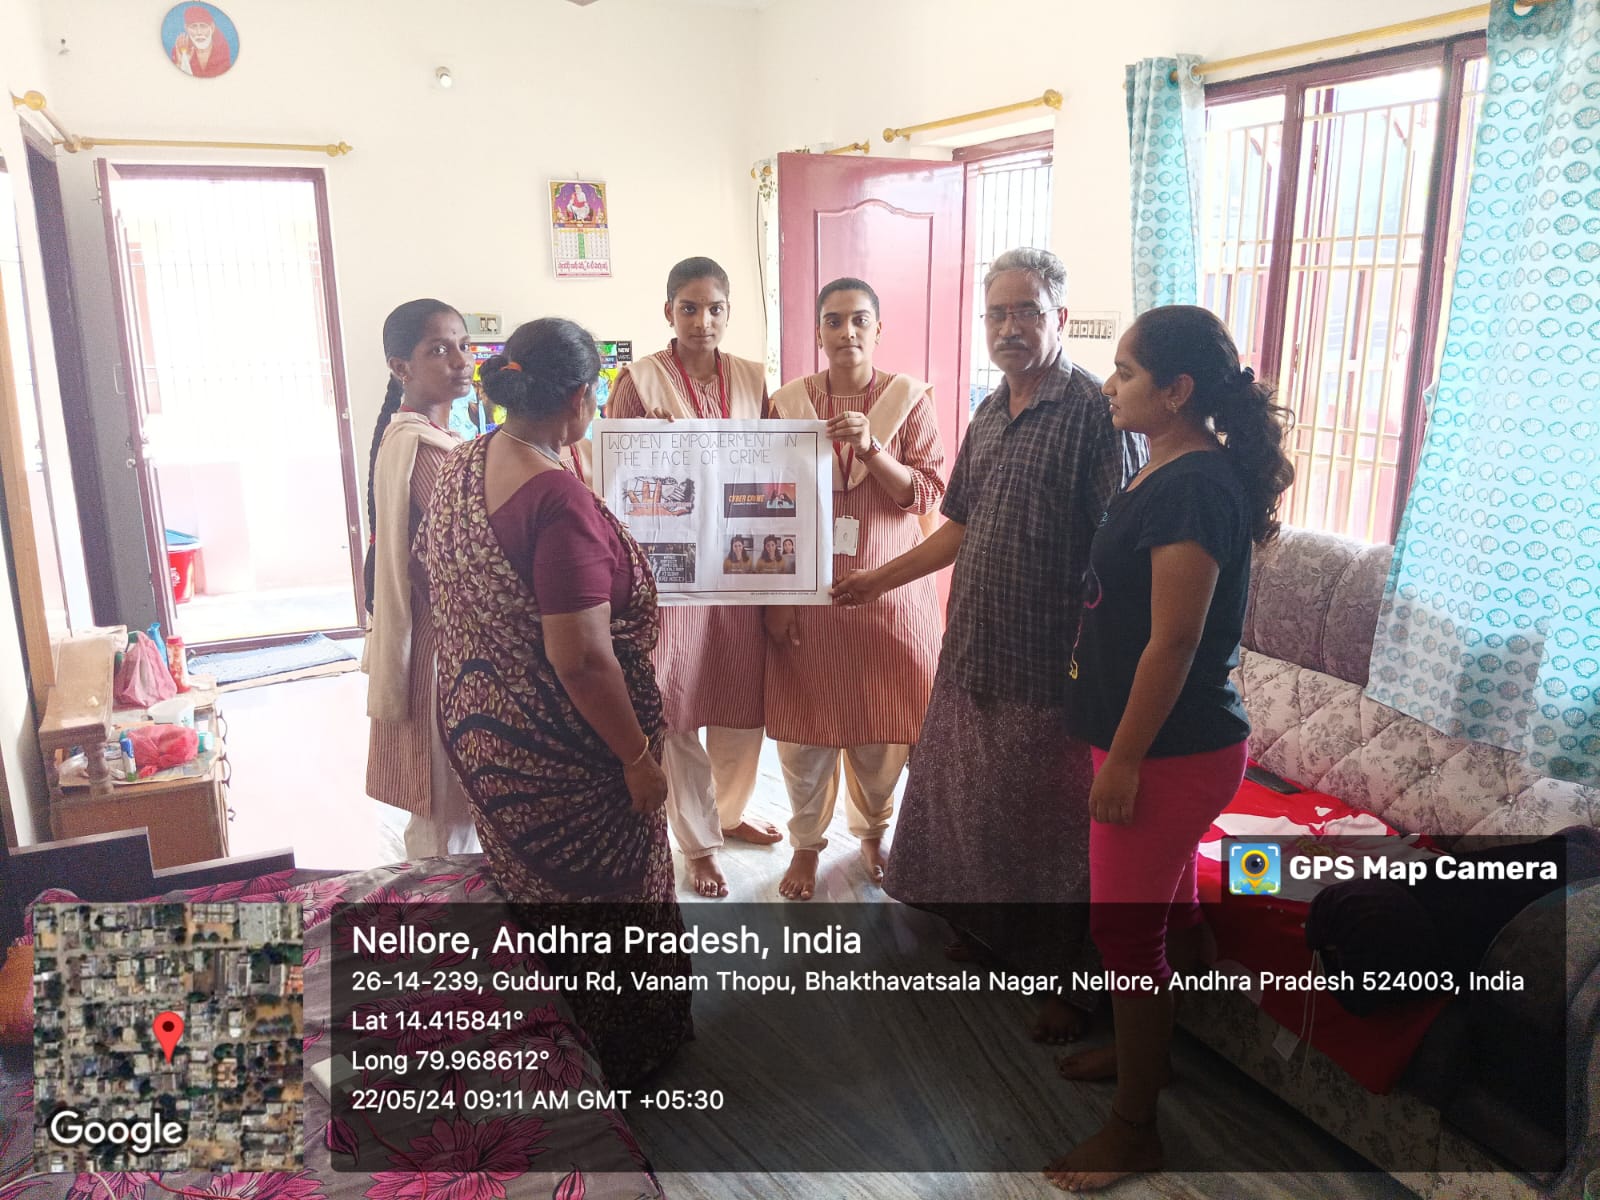 WOMEN EMPOWERMENT IN
THE FACE OF CRIME
CYBER CRIME
GPS Map Camera
Nellore, Andhra Pradesh, India
26-14-239, Guduru Rd, Vanam Thopu, Bhakthavatsala Nagar, Nellore, Andhra Pradesh 524003, India
Lat 14.415841°
Long 79.968612°
22/05/24 09:11 AM GMT +05:30
Google